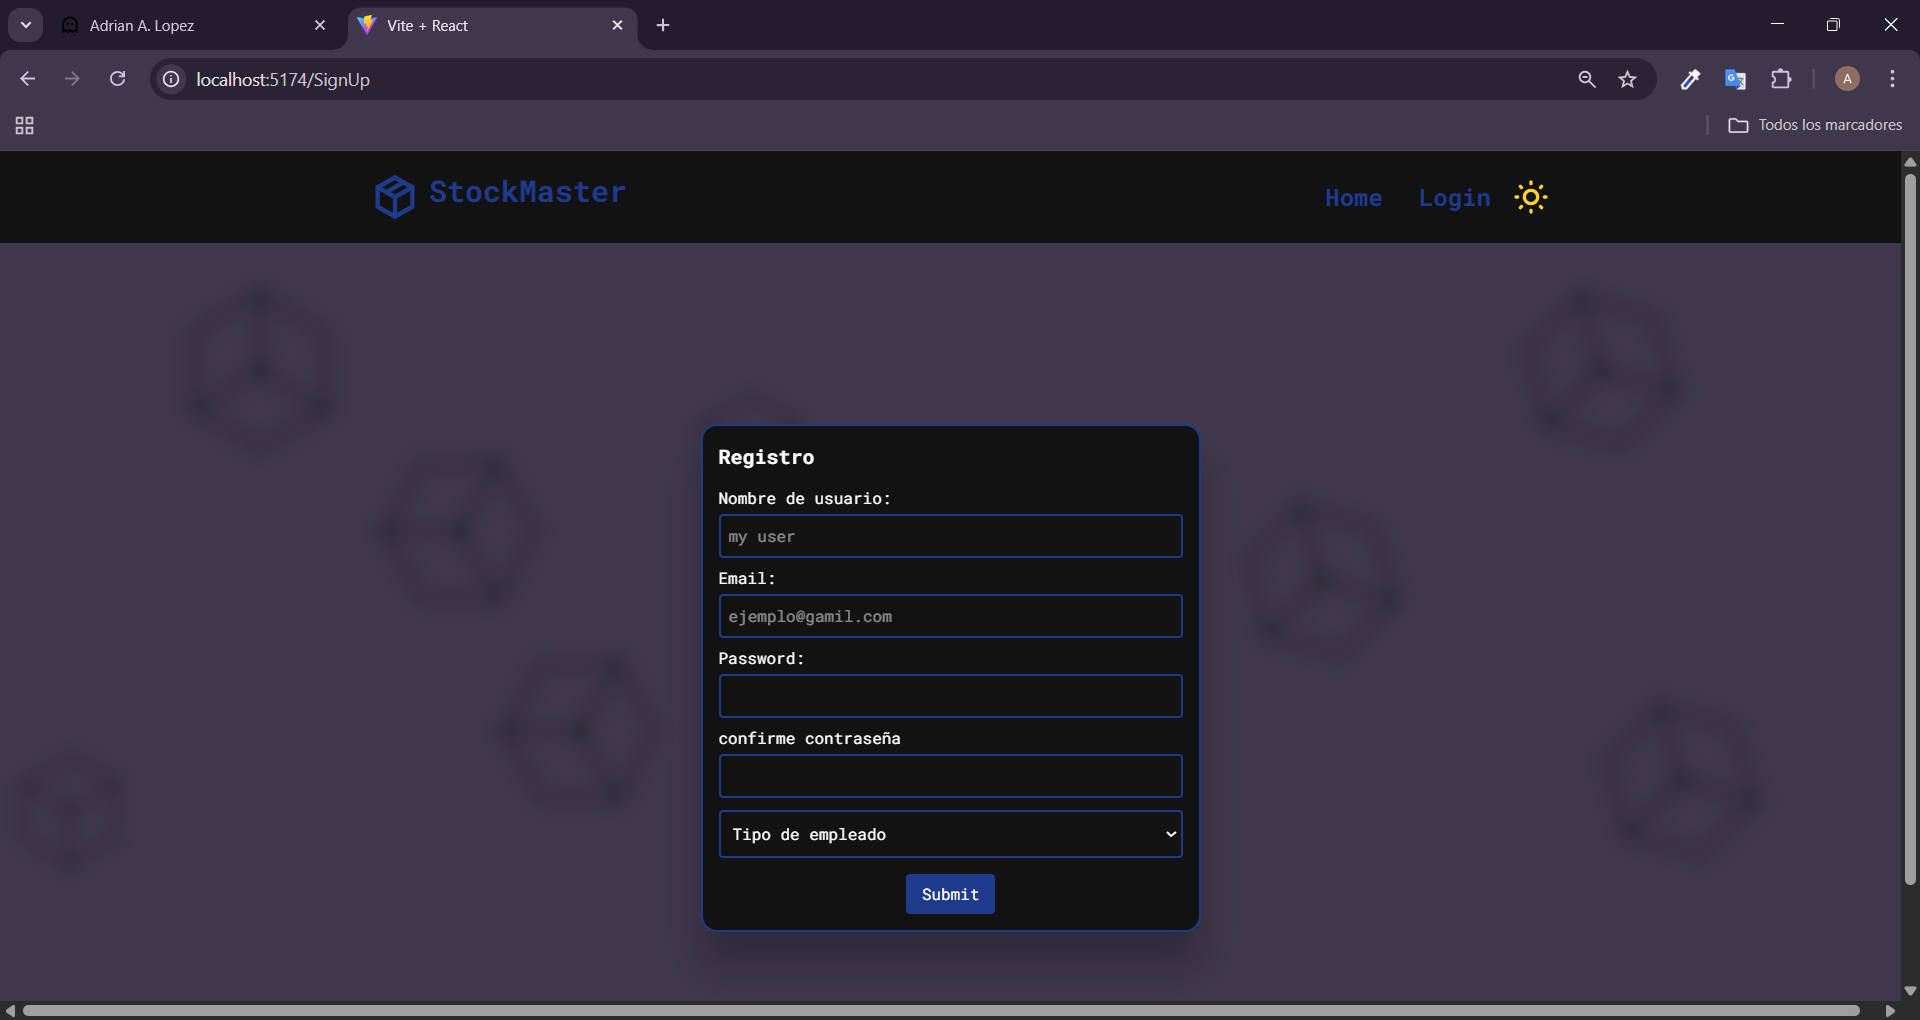 Adrian A. Lopez
Vite + React
localhost:5174/SignUp
A
Todos los marcadores
StockMaster
Home
Login
Registro
Nombre de usuario:
my user
Email:
ejemplo@gamil.com
Password:
confirme contraseña
Tipo de empleado
Submit